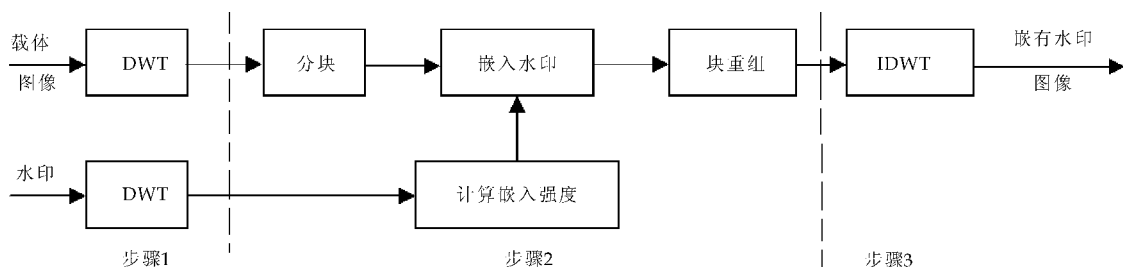 载体
图像
DWT
分块
嵌入水印
块重组
IDWT
嵌有水印
图像
水印
DWT
计算嵌入强度
步骤1
步骤2
步骤3